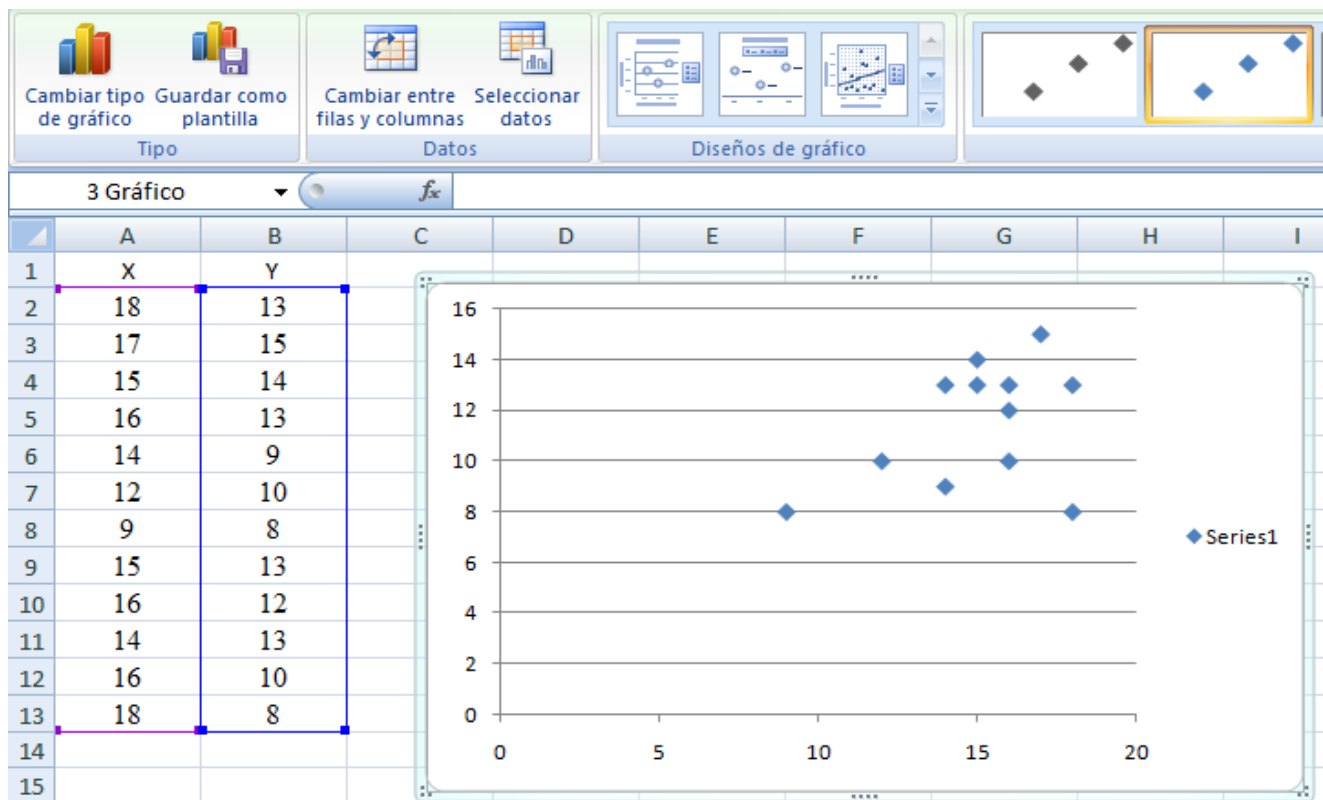 Cambiar tipo de gráfico
Guardar como plantilla
Cambiar entre filas y columnas
Seleccionar datos
Tipo
Datos
Diseños de gráfico
3 Gráfico
fx
A B C D E F G H I
1 X Y
2 18 13
3 17 15
4 15 14
5 16 13
6 14 9
7 12 10
8 9 8
9 15 13
10 16 12
11 14 13
12 16 10
13 18 8
14
15
16
14
12
10
8
6
4
2
0
0 5 10 15 20
Series1